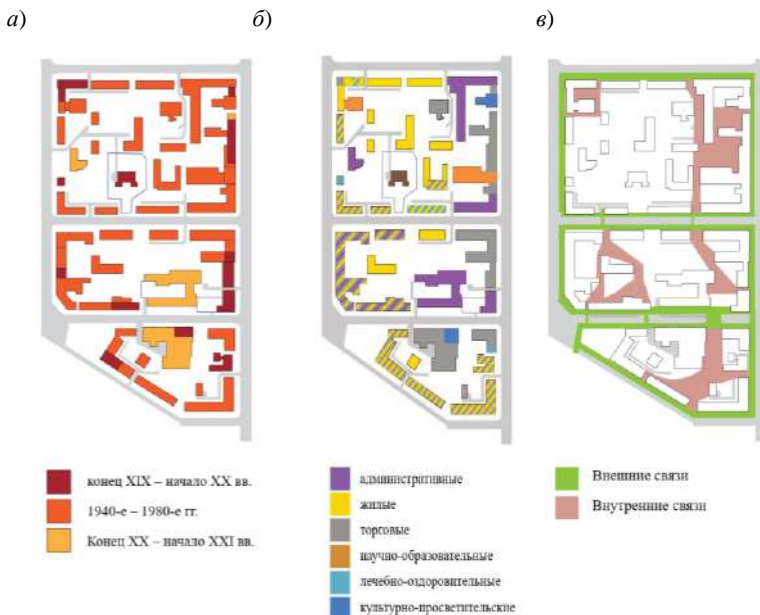 а)
б)
в)
конец XIX – начало XX вв.
1940-е – 1980-е гг.
Конец XX – начало XXI вв.
административные
жилые
торговые
научно-образовательные
лечебно-оздоровительные
культурно-просветительские
Внешние связи
Внутренние связи